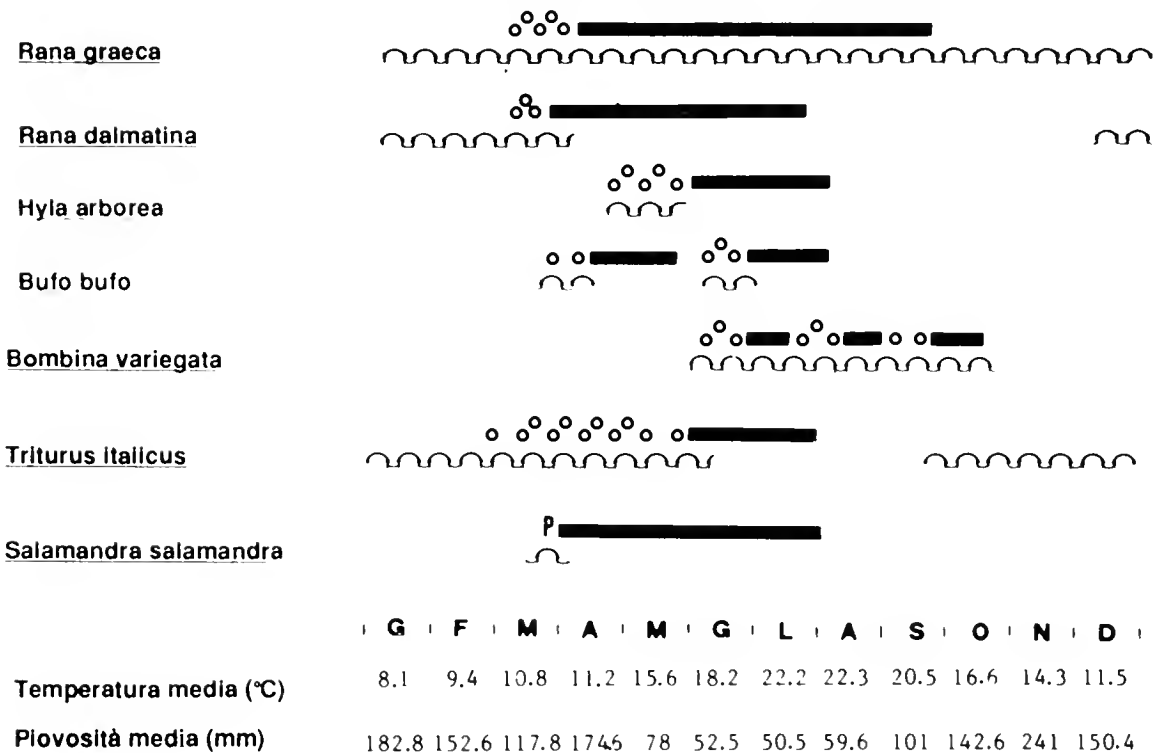 Rana graeca
Rana dalmatina
Hyla arborea
Bufo bufo
Bombina variegata
Triturus italicus
P
Salamandra salamandra
G F M A M G L A S O N D
Temperatura media (°C) 8.1 9.4 10.8 11.2 15.6 18.2 22.2 22.3 20.5 16.6 14.3 11.5
Piovosità media (mm) 182.8 152.6 117.8 174.6 78 52.5 50.5 59.6 101 142.6 241 150.4